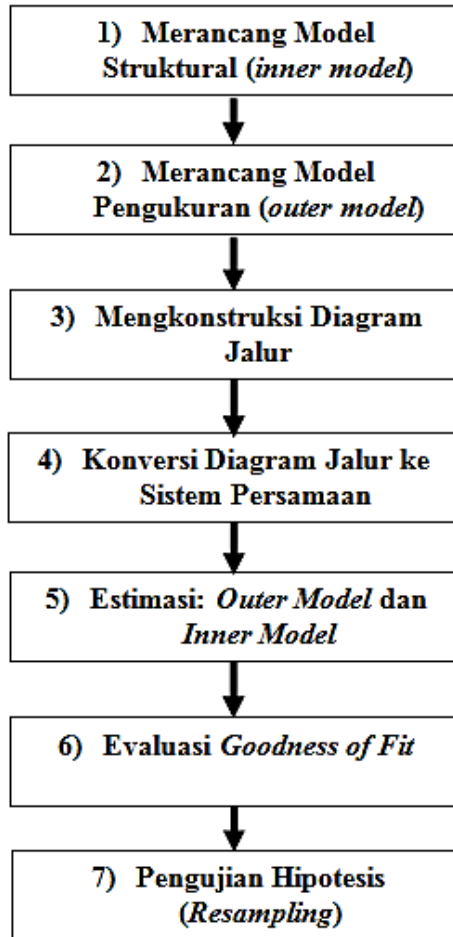 1) Merancang Model
Struktural (inner model)
2) Merancang Model
Pengukuran (outer model)
3) Mengkonstruksi Diagram
Jalur
4) Konversi Diagram Jalur ke
Sistem Persamaan
5) Estimasi: Outer Model dan
Inner Model
6) Evaluasi Goodness of Fit
7) Pengujian Hipotesis
(Resampling)